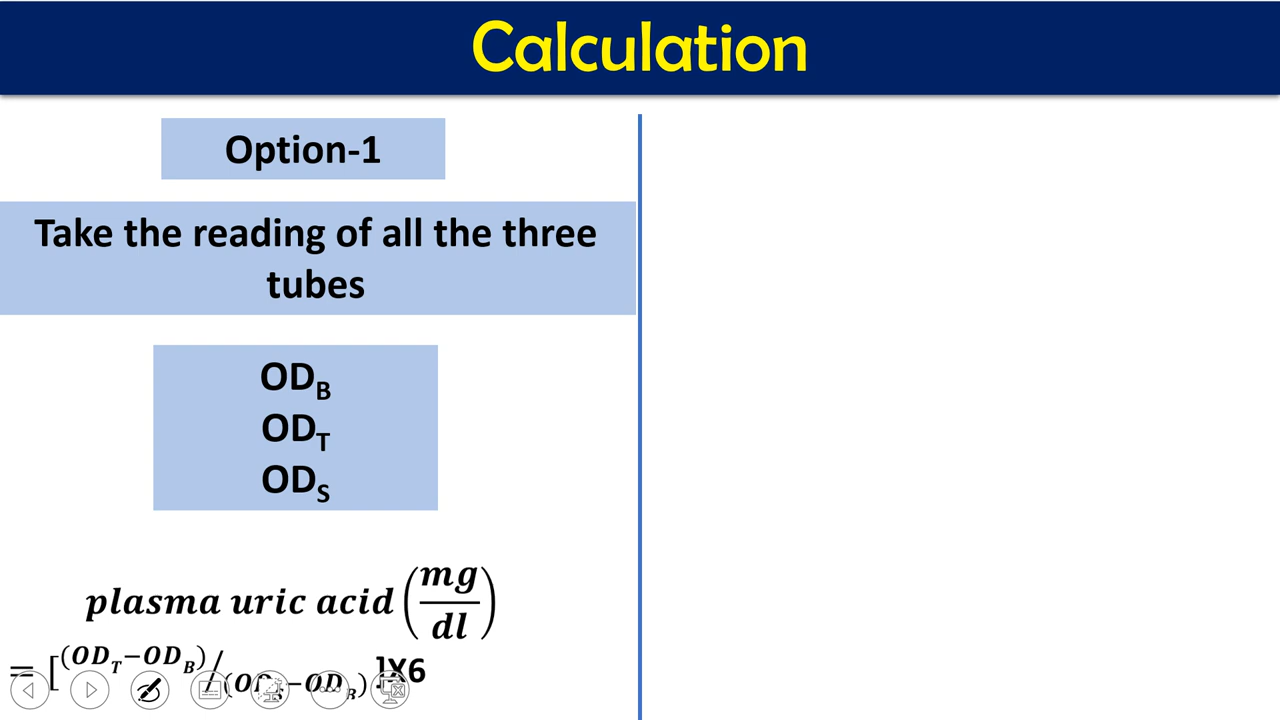 Calculation
Option-1
Take the reading of all the three
tubes
OD_B
OD_T
OD_S
plasma uric acid (mg/dl)
= [(OD_T−OD_B)/(OD_S−OD_B)]X6